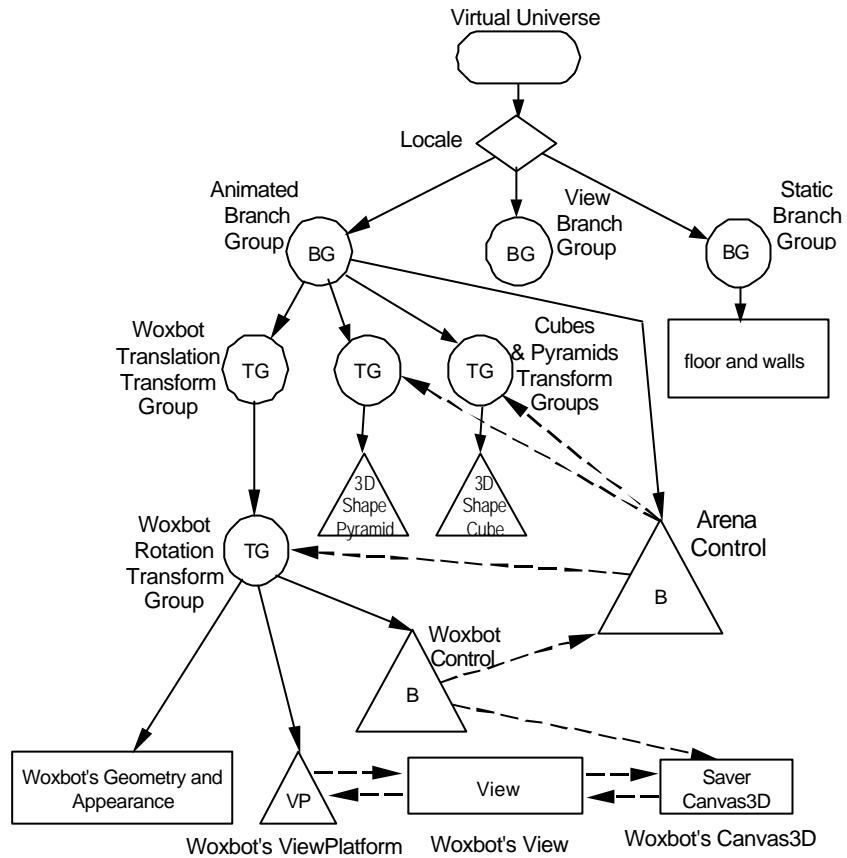 Virtual Universe
Locale
Animated
Branch
Group
BG
View
Branch
Group
BG
Static
Branch
Group
BG
Woxbot
Translation
Transform
Group
TG
TG
TG
Cubes
& Pyramids
Transform
Groups
floor and walls
3D
Shape
Pyramid
3D
Shape
Cube
Woxbot
Rotation
Transform
Group
TG
Arena
Control
B
Woxbot
Control
B
Woxbot's Geometry and
Appearance
VP
View
Saver
Canvas3D
Woxbot's ViewPlatform
Woxbot's View
Woxbot's Canvas3D